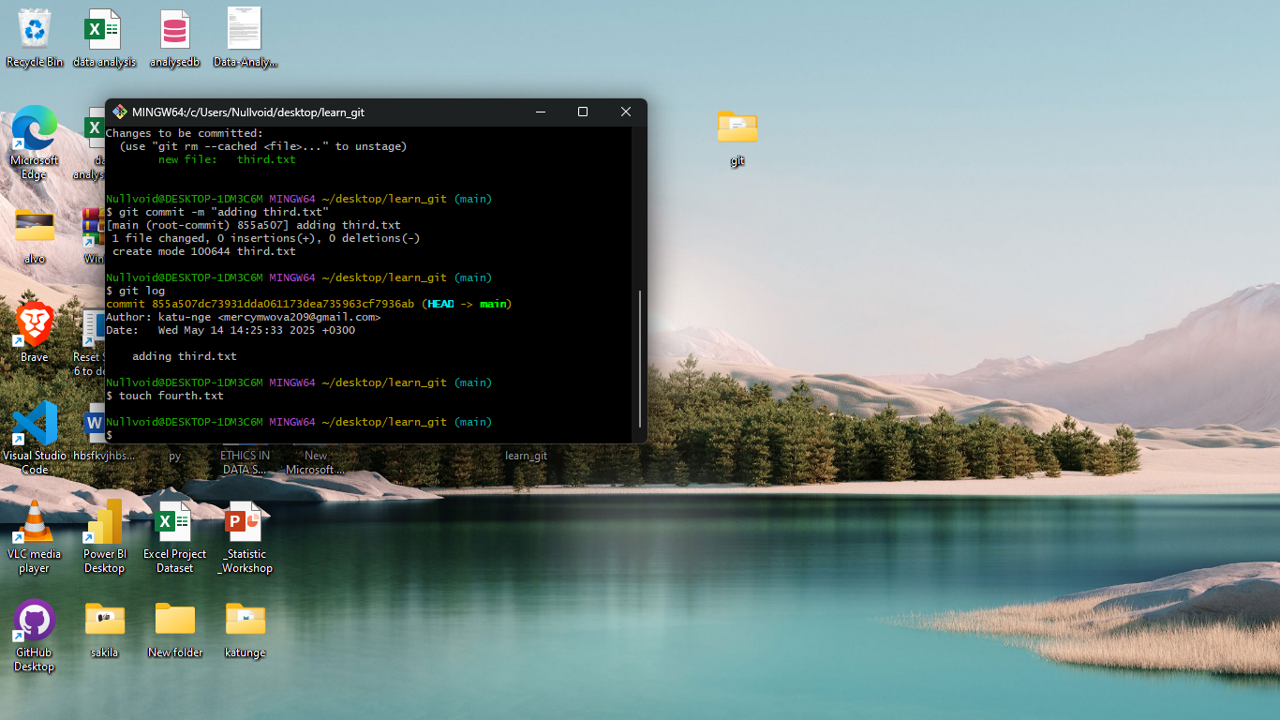 Recycle Bin
data analysis
analysedb
Data-Analy...
Microsoft
Edge
alvo
Brave
Visual Studio
Code
hbsfkvjhbs...
py
ETHICS IN
DATA S...
New
Microsoft ...
learn_git
VLC media
player
Power BI
Desktop
Excel Project
Dataset
_Statistic
_Workshop
GitHub
Desktop
sakila
New folder
katunge
git
MINGW64:/c/Users/Nullvoid/desktop/learn_git
Changes to be committed:
(use "git rm --cached <file>..." to unstage)
new file:   third.txt
Nullvoid@DESKTOP-1DM3C6M MINGW64 ~/desktop/learn_git (main)
$ git commit -m "adding third.txt"
[main (root-commit) 855a507] adding third.txt
1 file changed, 0 insertions(+), 0 deletions(-)
create mode 100644 third.txt
Nullvoid@DESKTOP-1DM3C6M MINGW64 ~/desktop/learn_git (main)
$ git log
commit 855a507dc73931dda061173dea735963cf7936ab (HEAD -> main)
Author: katu-nge <mercymwova209@gmail.com>
Date:   Wed May 14 14:25:33 2025 +0300
adding third.txt
Nullvoid@DESKTOP-1DM3C6M MINGW64 ~/desktop/learn_git (main)
$ touch fourth.txt
Nullvoid@DESKTOP-1DM3C6M MINGW64 ~/desktop/learn_git (main)
$